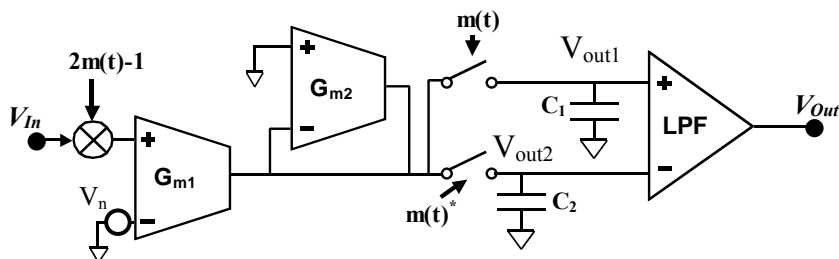 m(t)
2m(t)-1
+
G_m2
-
V_out1
V_In
+
G_m1
-
C_1
+
LPF
-
V_Out
V_out2
V_n
m(t)*
C_2